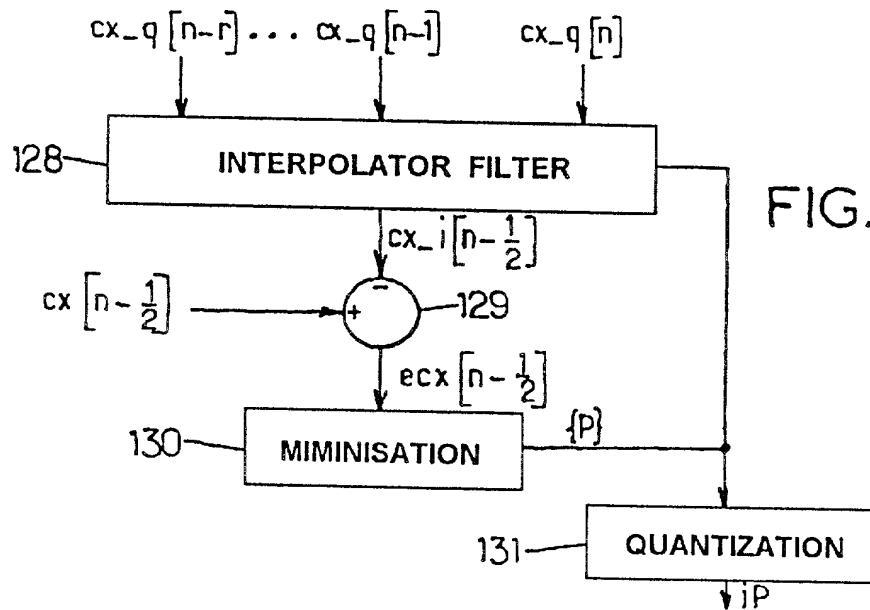 cx_q[n-r] ... cx_q[n-1] cx_q[n]
128
INTERPOLATOR FILTER
FIG.
cx_i[n-1/2]
-
cx[n-1/2]
+
129
ecx[n-1/2]
130
MIMINISATION
{P}
131
QUANTIZATION
iP